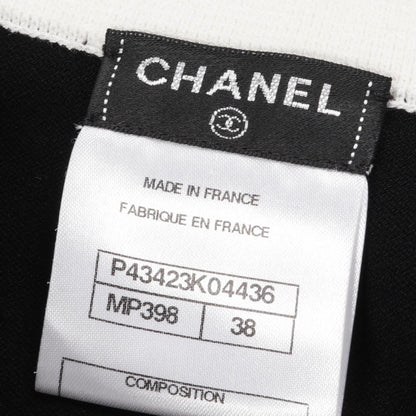 CHANEL
MADE IN FRANCE
FABRIQUE EN FRANCE
P43423K04436
MP398 38
COMPOSITION